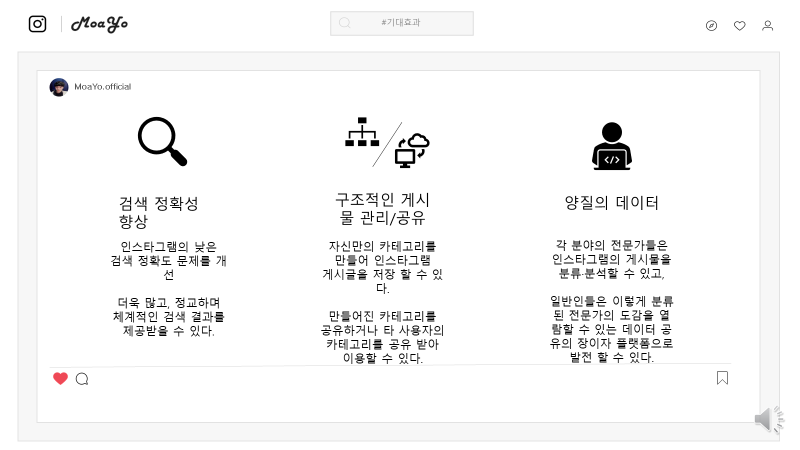 MoaYo
#기대효과
MoaYo.official
검색 정확성
향상
인스타그램의 낮은
검색 정확도 문제를 개
선
더욱 많고, 정교하며
체계적인 검색 결과를
제공받을 수 있다.
구조적인 게시
물 관리/공유
자신만의 카테고리를
만들어 인스타그램
게시글을 저장 할 수 있
다.
만들어진 카테고리를
공유하거나 타 사용자의
카테고리를 공유 받아
이용할 수 있다.
양질의 데이터
각 분야의 전문가들은
인스타그램의 게시물을
분류·분석할 수 있고,
일반인들은 이렇게 분류
된 전문가의 도감을 열
람할 수 있는 데이터 공
유의 장이자 플랫폼으로
발전 할 수 있다.